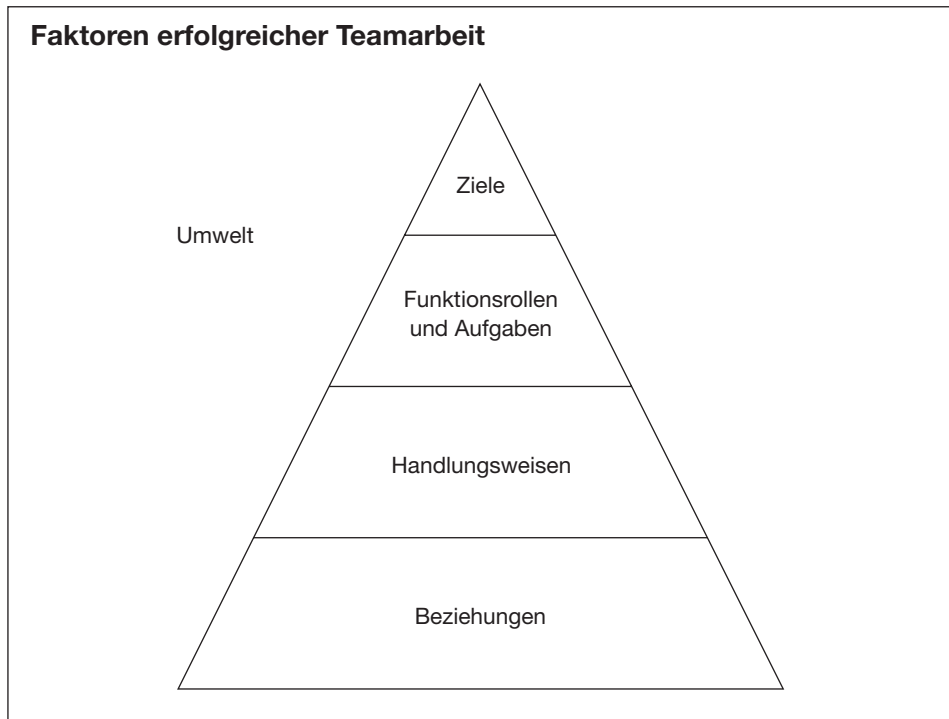 Faktoren erfolgreicher Teamarbeit
Ziele
Umwelt
Funktionsrollen
und Aufgaben
Handlungsweisen
Beziehungen